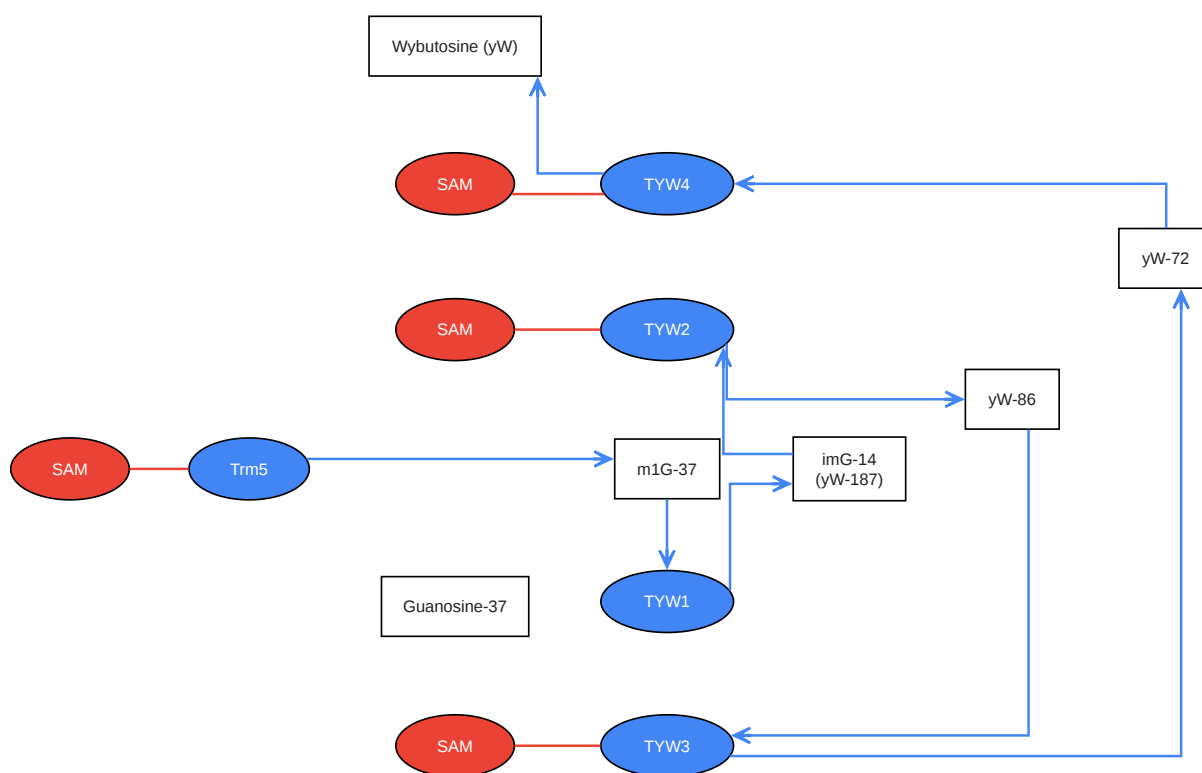 Wybutosine (yW)
SAM
TYW4
yW-72
SAM
TYW2
yW-86
SAM
Trm5
m1G-37
imG-14
(yW-187)
Guanosine-37
TYW1
SAM
TYW3